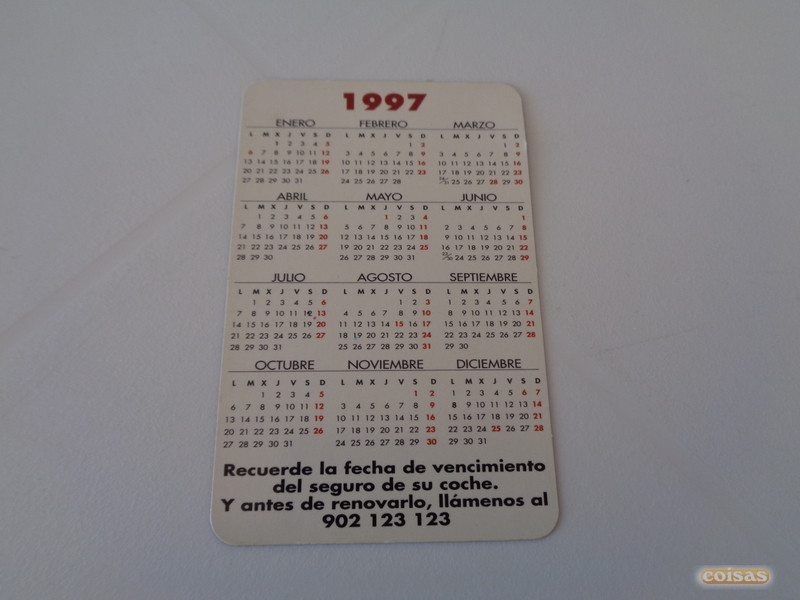 1997
ENERO FEBRERO MARZO
L M X J V S D L M X J V S D L M X J V S D
1 2 3 4 5 1 2 1 2
6 7 8 9 10 11 12 3 4 5 6 7 8 9 3 4 5 6 7 8 9
13 14 15 16 17 18 19 10 11 12 13 14 15 16 10 11 12 13 14 15 16
20 21 22 23 24 25 26 17 18 19 20 21 22 23 17 18 19 20 21 22 23
27 28 29 30 31 24 25 26 27 28 24/31 25 26 27 28 29 30
ABRIL MAYO JUNIO
L M X J V S D L M X J V S D L M X J V S D
1 2 3 4 5 6 1 2 3 4 1
7 8 9 10 11 12 13 5 6 7 8 9 10 11 2 3 4 5 6 7 8
14 15 16 17 18 19 20 12 13 14 15 16 17 18 9 10 11 12 13 14 15
21 22 23 24 25 26 27 19 20 21 22 23 24 25 16 17 18 19 20 21 22
28 29 30 26 27 28 29 30 31 23/30 24 25 26 27 28 29
JULIO AGOSTO SEPTIEMBRE
L M X J V S D L M X J V S D L M X J V S D
1 2 3 4 5 6 1 2 3 1 2 3 4 5 6 7
7 8 9 10 11 12 13 4 5 6 7 8 9 10 8 9 10 11 12 13 14
14 15 16 17 18 19 20 11 12 13 14 15 16 17 15 16 17 18 19 20 21
21 22 23 24 25 26 27 18 19 20 21 22 23 24 22 23 24 25 26 27 28
28 29 30 31 25 26 27 28 29 30 31 29 30
OCTUBRE NOVIEMBRE DICIEMBRE
L M X J V S D L M X J V S D L M X J V S D
1 2 3 4 5 1 2 1 2 3 4 5 6 7
6 7 8 9 10 11 12 3 4 5 6 7 8 9 8 9 10 11 12 13 14
13 14 15 16 17 18 19 10 11 12 13 14 15 16 15 16 17 18 19 20 21
20 21 22 23 24 25 26 17 18 19 20 21 22 23 22 23 24 25 26 27 28
27 28 29 30 31 24 25 26 27 28 29 30 29 30 31
Recuerde la fecha de vencimiento
del seguro de su coche.
Y antes de renovarlo, llámenos al
902 123 123
coisas